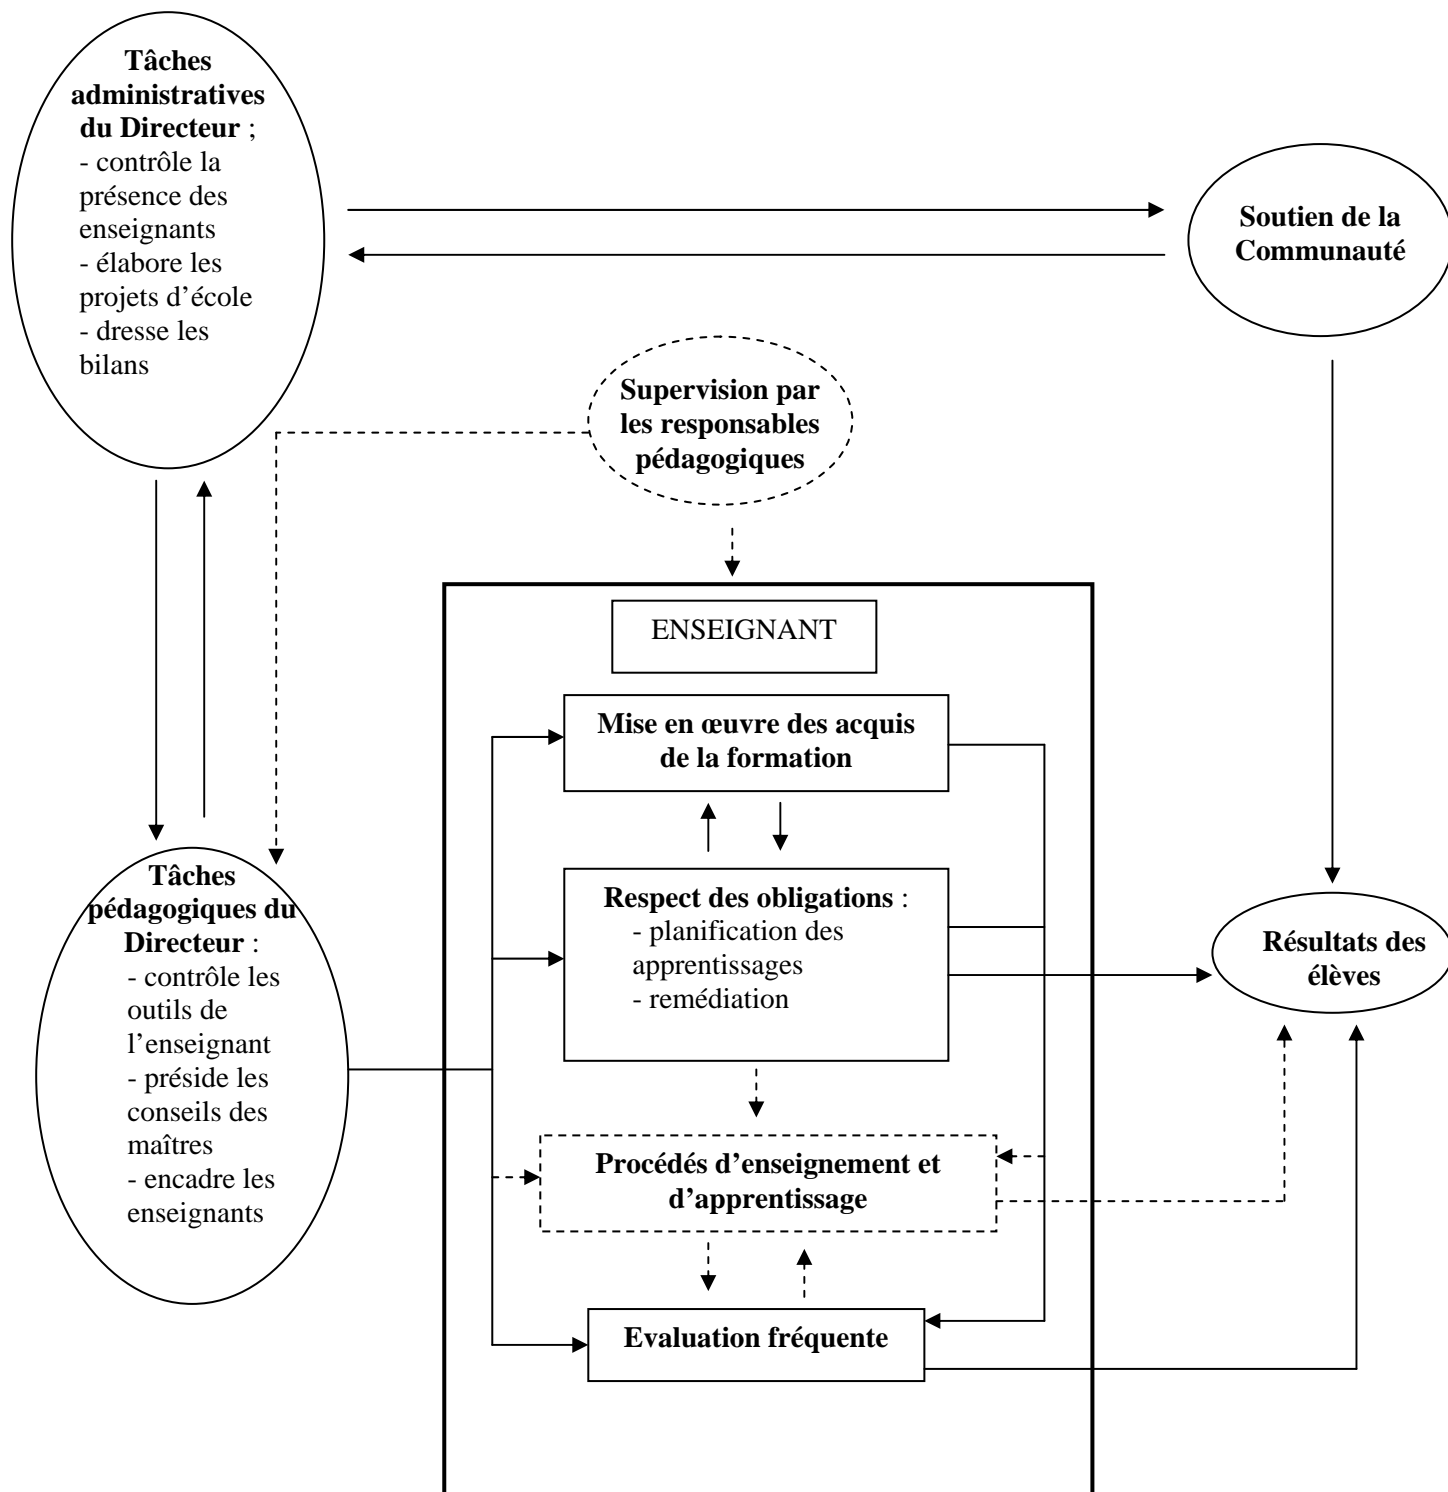 Tâches
administratives
du Directeur ;
- contrôle la
présence des
enseignants
- élabore les
projets d’école
- dresse les
bilans
Soutien de la
Communauté
Supervision par
les responsables
pédagogiques
ENSEIGNANT
Mise en œuvre des acquis
de la formation
Tâches
pédagogiques du
Directeur :
- contrôle les
outils de
l’enseignant
- préside les
conseils des
maîtres
- encadre les
enseignants
Respect des obligations :
- planification des
apprentissages
- remédiation
Résultats des
élèves
Procédés d’enseignement et
d’apprentissage
Evaluation fréquente